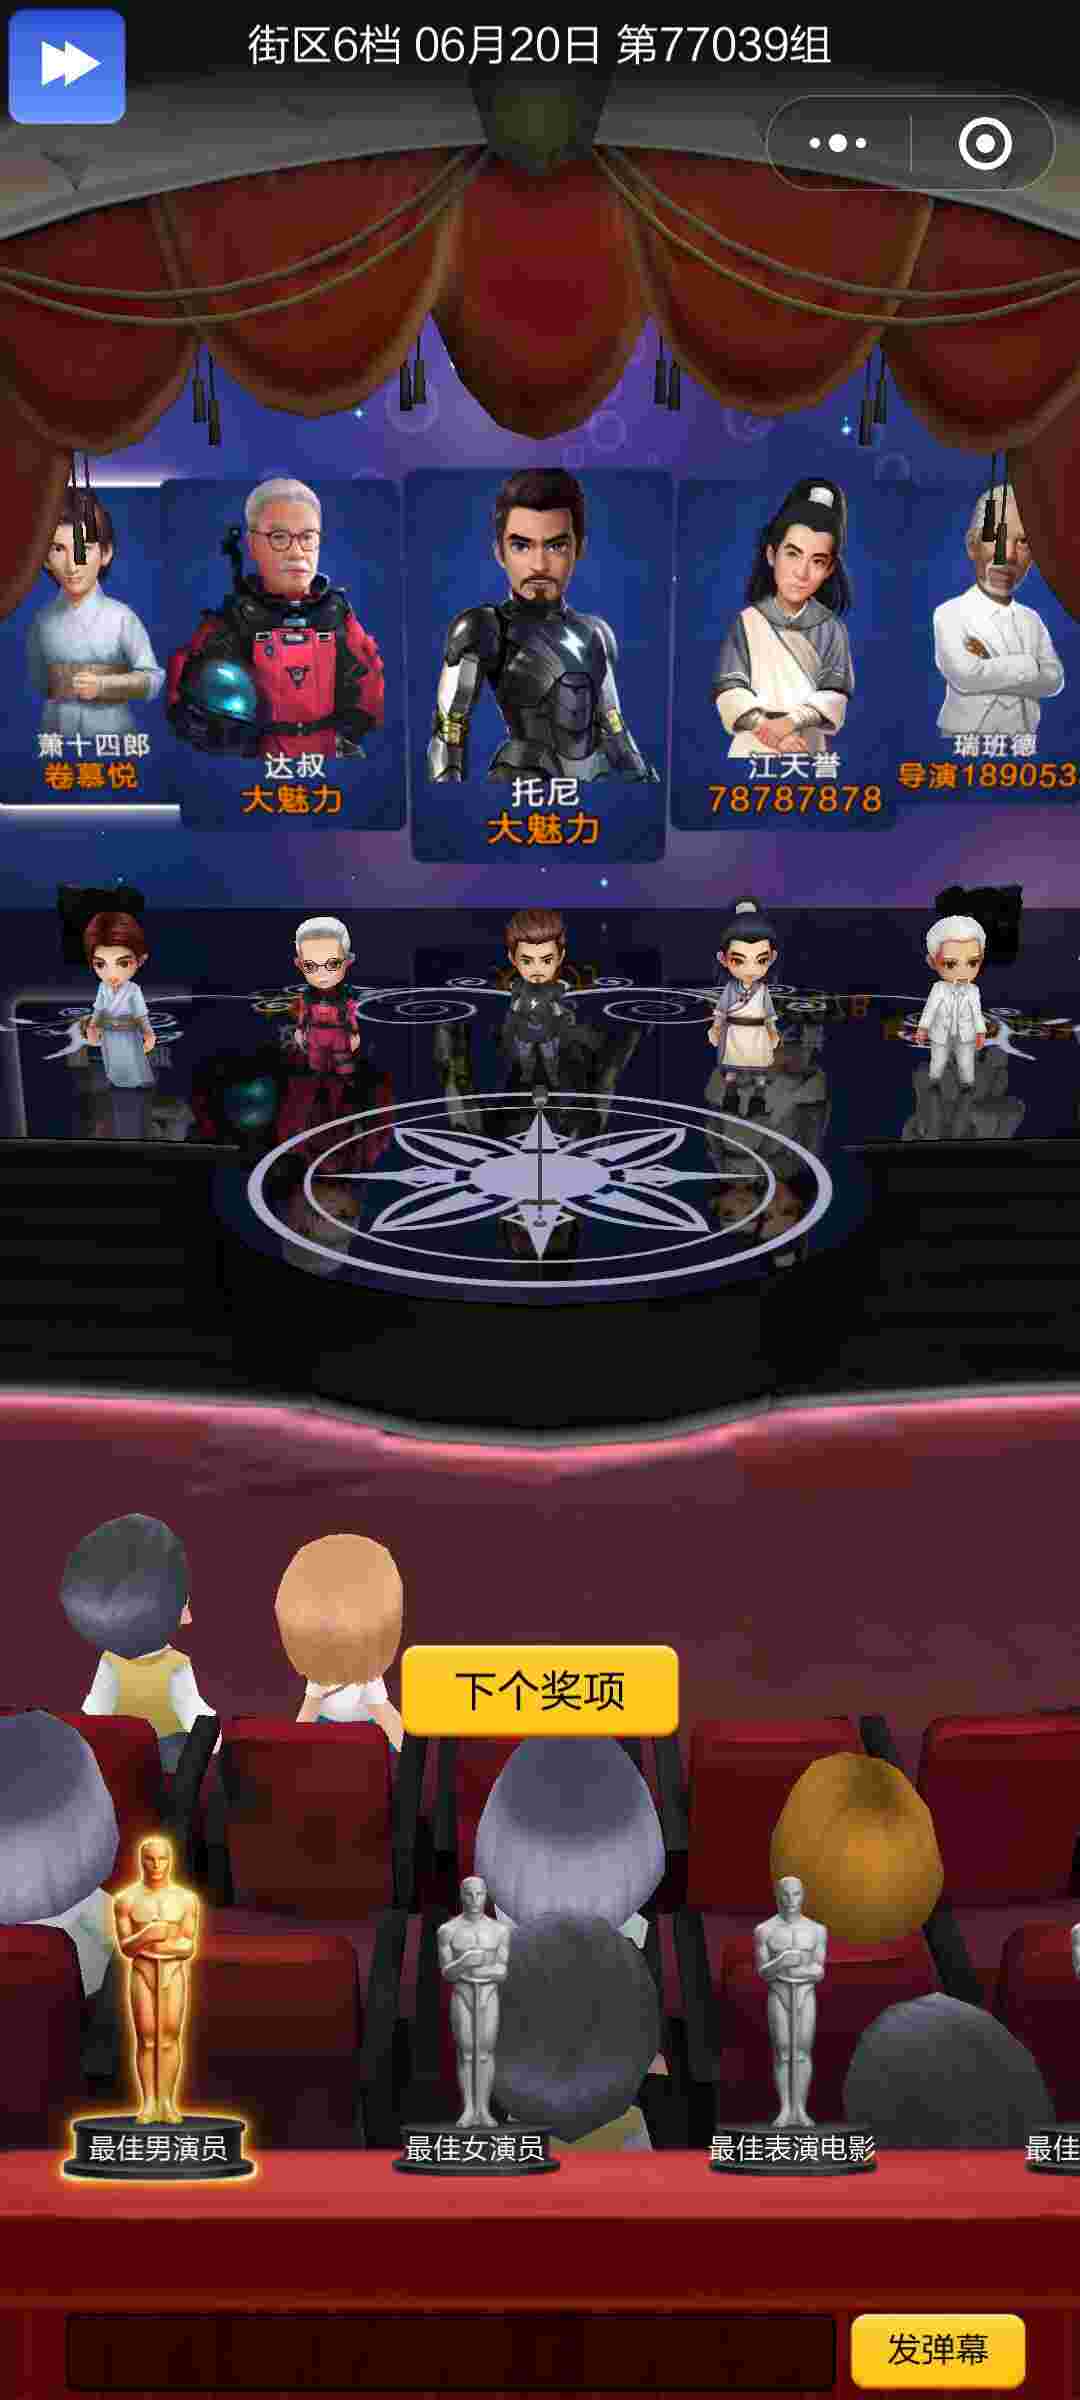 街区6档 06月20日 第77039组
萧十四郎
卷慕悦
达叔
大魅力
托尼
大魅力
江天誉
78787878
瑞班德
导演189053
下个奖项
最佳男演员
最佳女演员
最佳表演电影
最佳
发弹幕